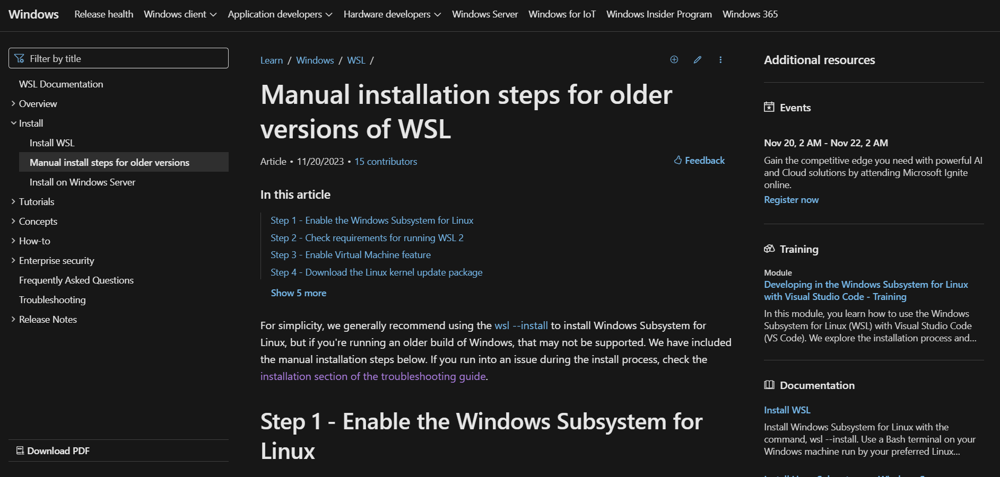 Windows
Release health
Windows client
Application developers
Hardware developers
Windows Server
Windows for IoT
Windows Insider Program
Windows 365
Filter by title
WSL Documentation
Overview
Install
Install WSL
Manual install steps for older versions
Install on Windows Server
Tutorials
Concepts
How-to
Enterprise security
Frequently Asked Questions
Troubleshooting
Release Notes
Download PDF
Learn / Windows / WSL /
Manual installation steps for older
versions of WSL
Article • 11/20/2023 • 15 contributors
Feedback
In this article
Step 1 - Enable the Windows Subsystem for Linux
Step 2 - Check requirements for running WSL 2
Step 3 - Enable Virtual Machine feature
Step 4 - Download the Linux kernel update package
Show 5 more
For simplicity, we generally recommend using the wsl --install to install Windows Subsystem for
Linux, but if you're running an older build of Windows, that may not be supported. We have included
the manual installation steps below. If you run into an issue during the install process, check the
installation section of the troubleshooting guide.
Step 1 - Enable the Windows Subsystem for
Linux
Additional resources
Events
Nov 20, 2 AM - Nov 22, 2 AM
Gain the competitive edge you need with powerful AI
and Cloud solutions by attending Microsoft Ignite
online.
Register now
Training
Module
Developing in the Windows Subsystem for Linux
with Visual Studio Code - Training
In this module, you learn how to use the Windows
Subsystem for Linux (WSL) with Visual Studio Code
(VS Code). We explore the installation process and...
Documentation
Install WSL
Install Windows Subsystem for Linux with the
command, wsl --install. Use a Bash terminal on your
Windows machine run by your preferred Linux...